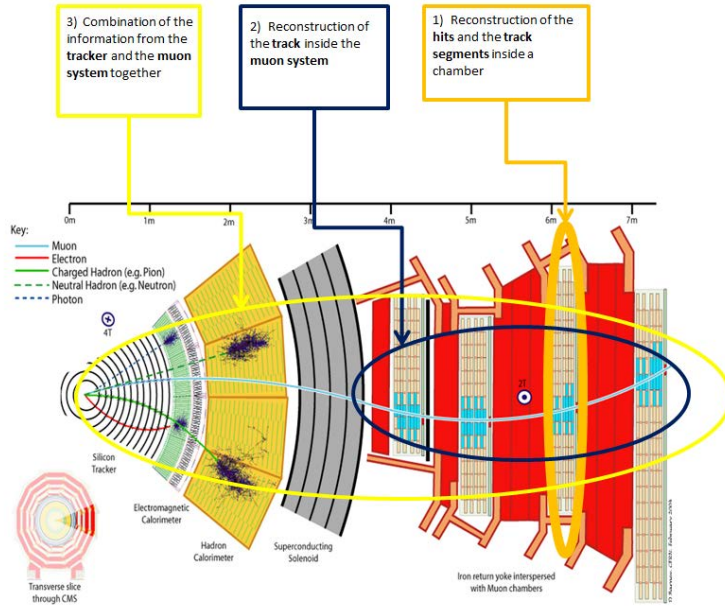 3) Combination of the
information from the
tracker and the muon
system together
2) Reconstruction of
the track inside the
muon system
1) Reconstruction of the
hits and the track
segments inside a
chamber
0m
1m
2m
3m
4m
5m
6m
7m
Key:
Muon
Electron
Charged Hadron (e.g. Pion)
Neutral Hadron (e.g. Neutron)
Photon
4T
2T
Silicon
Tracker
Electromagnetic
Calorimeter
Hadron
Calorimeter
Superconducting
Solenoid
Iron return yoke interspersed
with Muon chambers
Transverse slice
through CMS